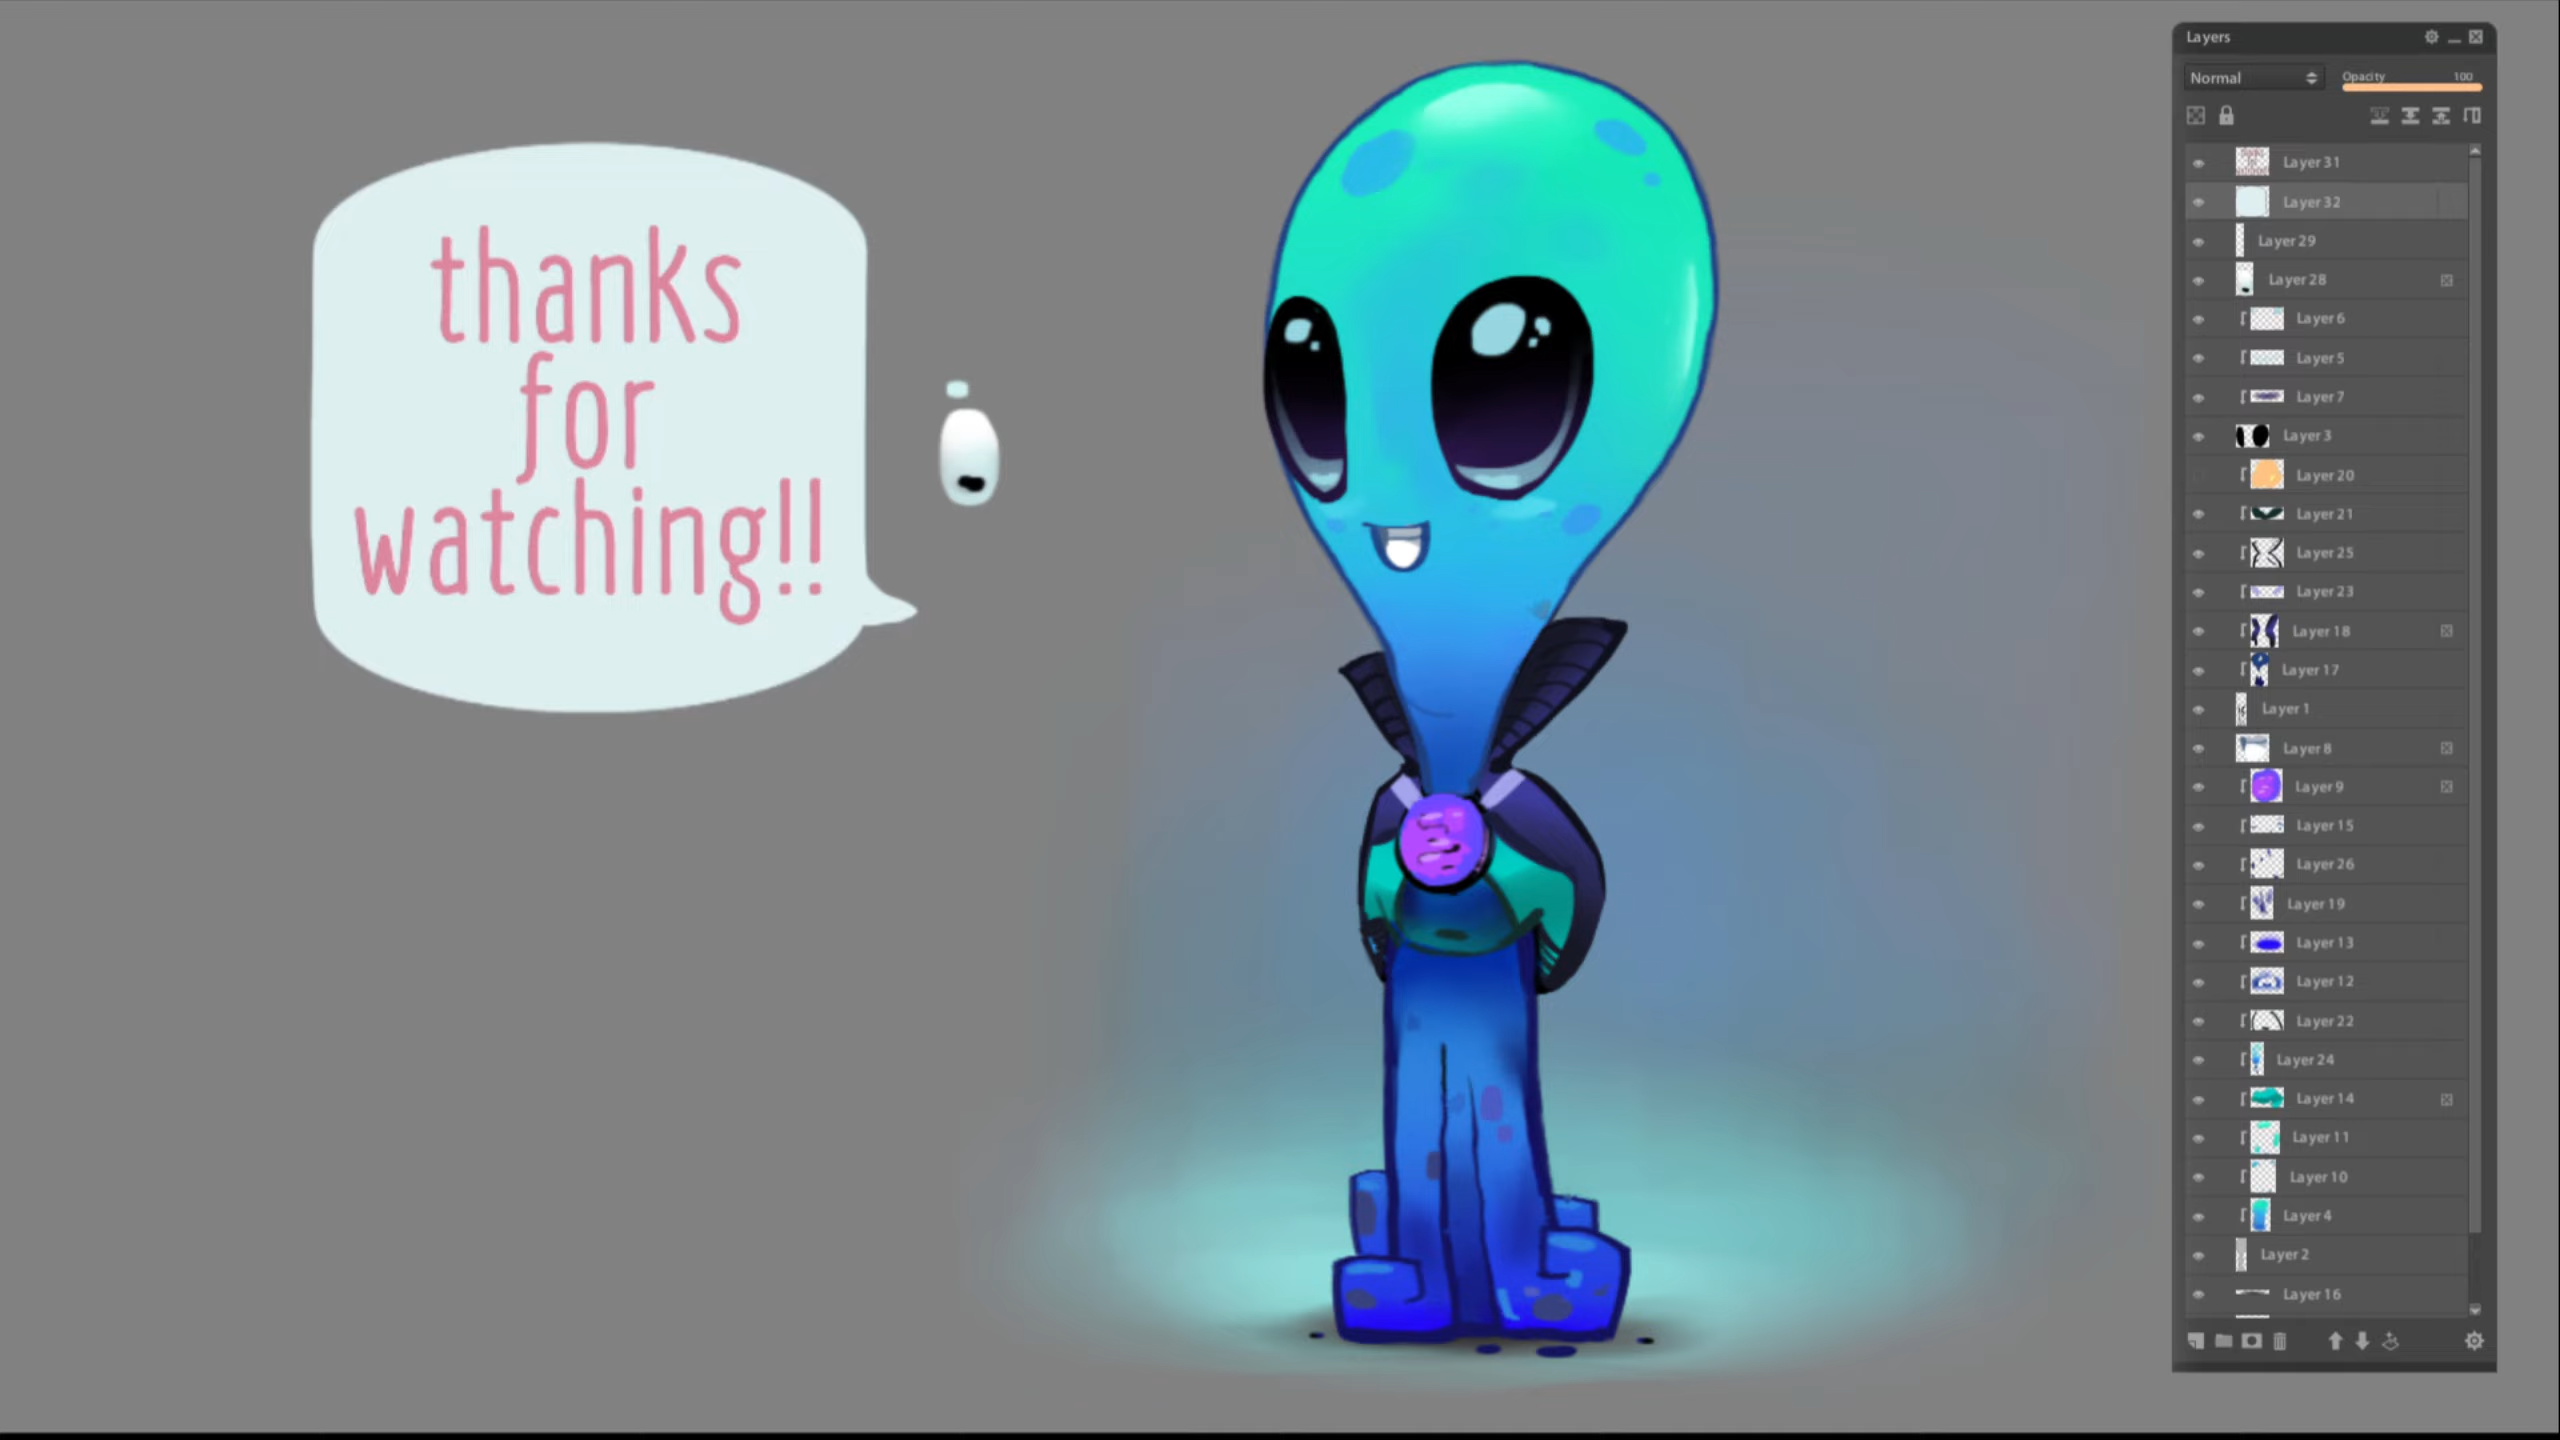 thanks
for
watching!!
Layers
Normal
Opacity 100
Layer 31
Layer 32
Layer 29
Layer 28
Layer 6
Layer 5
Layer 7
Layer 3
Layer 20
Layer 21
Layer 25
Layer 23
Layer 18
Layer 17
Layer 1
Layer 8
Layer 9
Layer 15
Layer 26
Layer 19
Layer 13
Layer 12
Layer 22
Layer 24
Layer 14
Layer 11
Layer 10
Layer 4
Layer 2
Layer 16